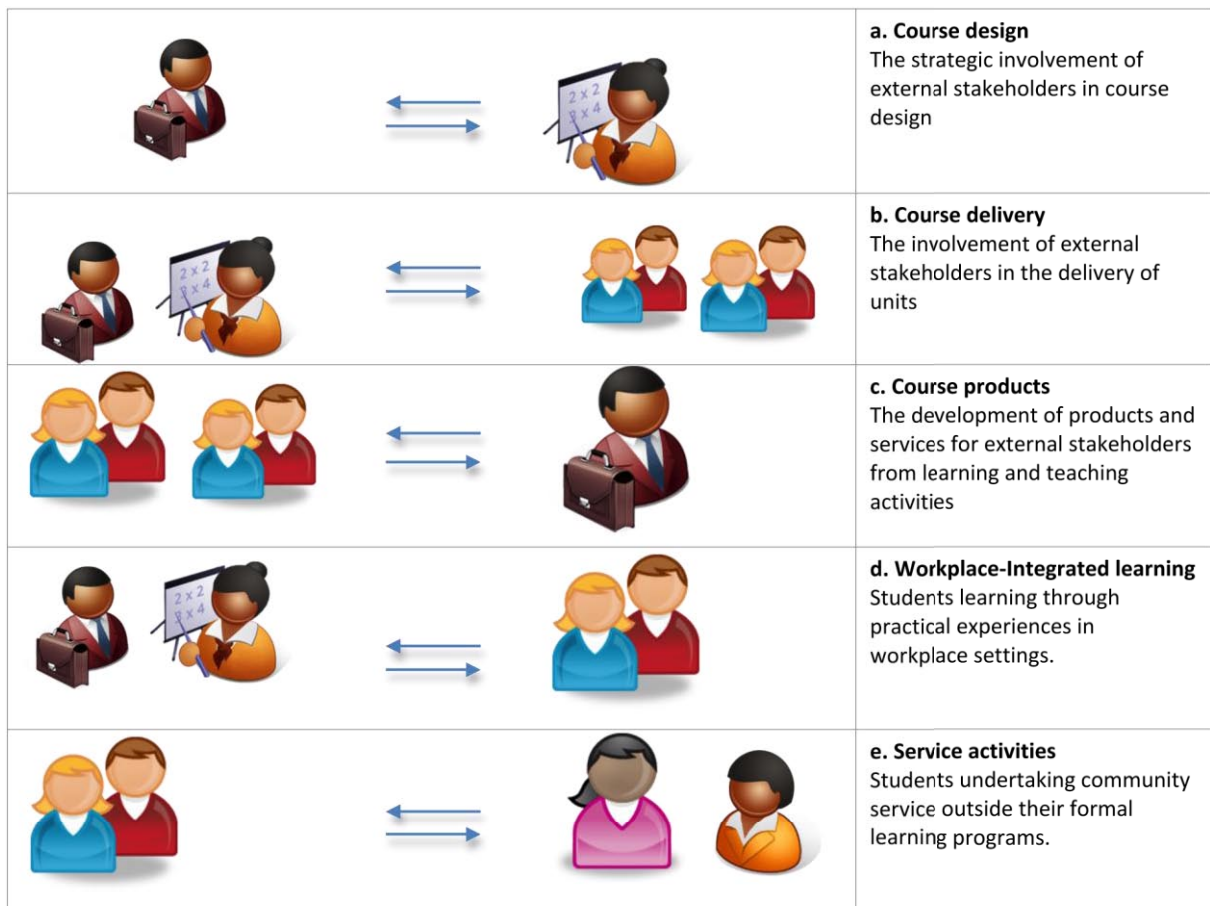 a. Course design
The strategic involvement of
external stakeholders in course
design
2 x 2
3 x 4
b. Course delivery
The involvement of external
stakeholders in the delivery of
units
2 x 2
3 x 4
c. Course products
The development of products and
services for external stakeholders
from learning and teaching
activities
d. Workplace-Integrated learning
Students learning through
practical experiences in
workplace settings.
2 x 2
3 x 4
e. Service activities
Students undertaking community
service outside their formal
learning programs.